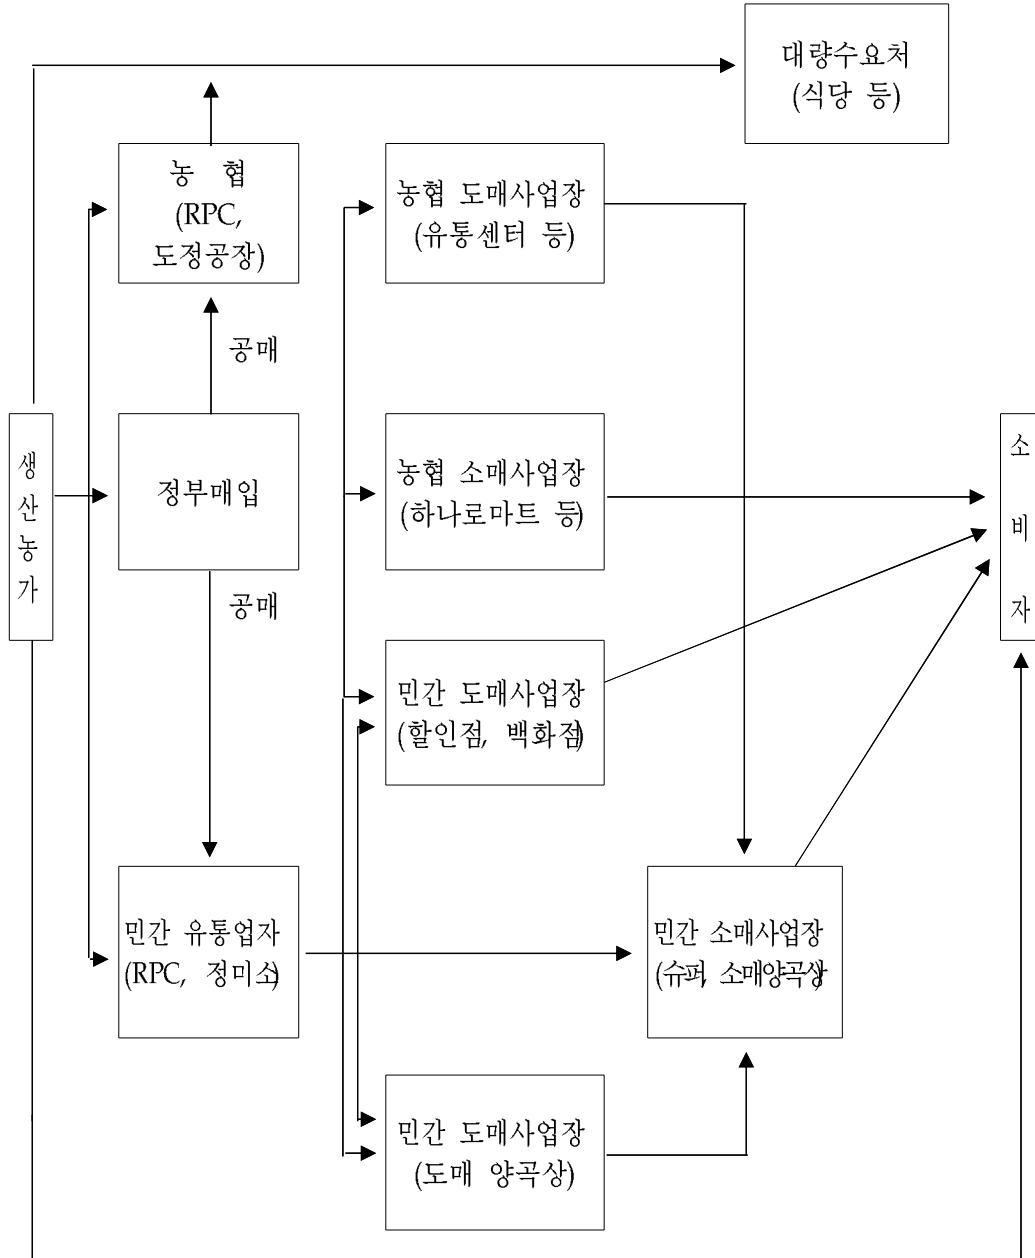 대량수요처
(식당 등)
농 협
(RPC,
도정공장)
농협 도매사업장
(유통센터 등)
공매
생
산
농
가
정부매입
농협 소매사업장
(하나로마트 등)
소
비
자
공매
민간 도매사업장
(할인점, 백화점)
민간 유통업자
(RPC, 정미소)
민간 소매사업장
(슈퍼, 소매양곡상)
민간 도매사업장
(도매 양곡상)